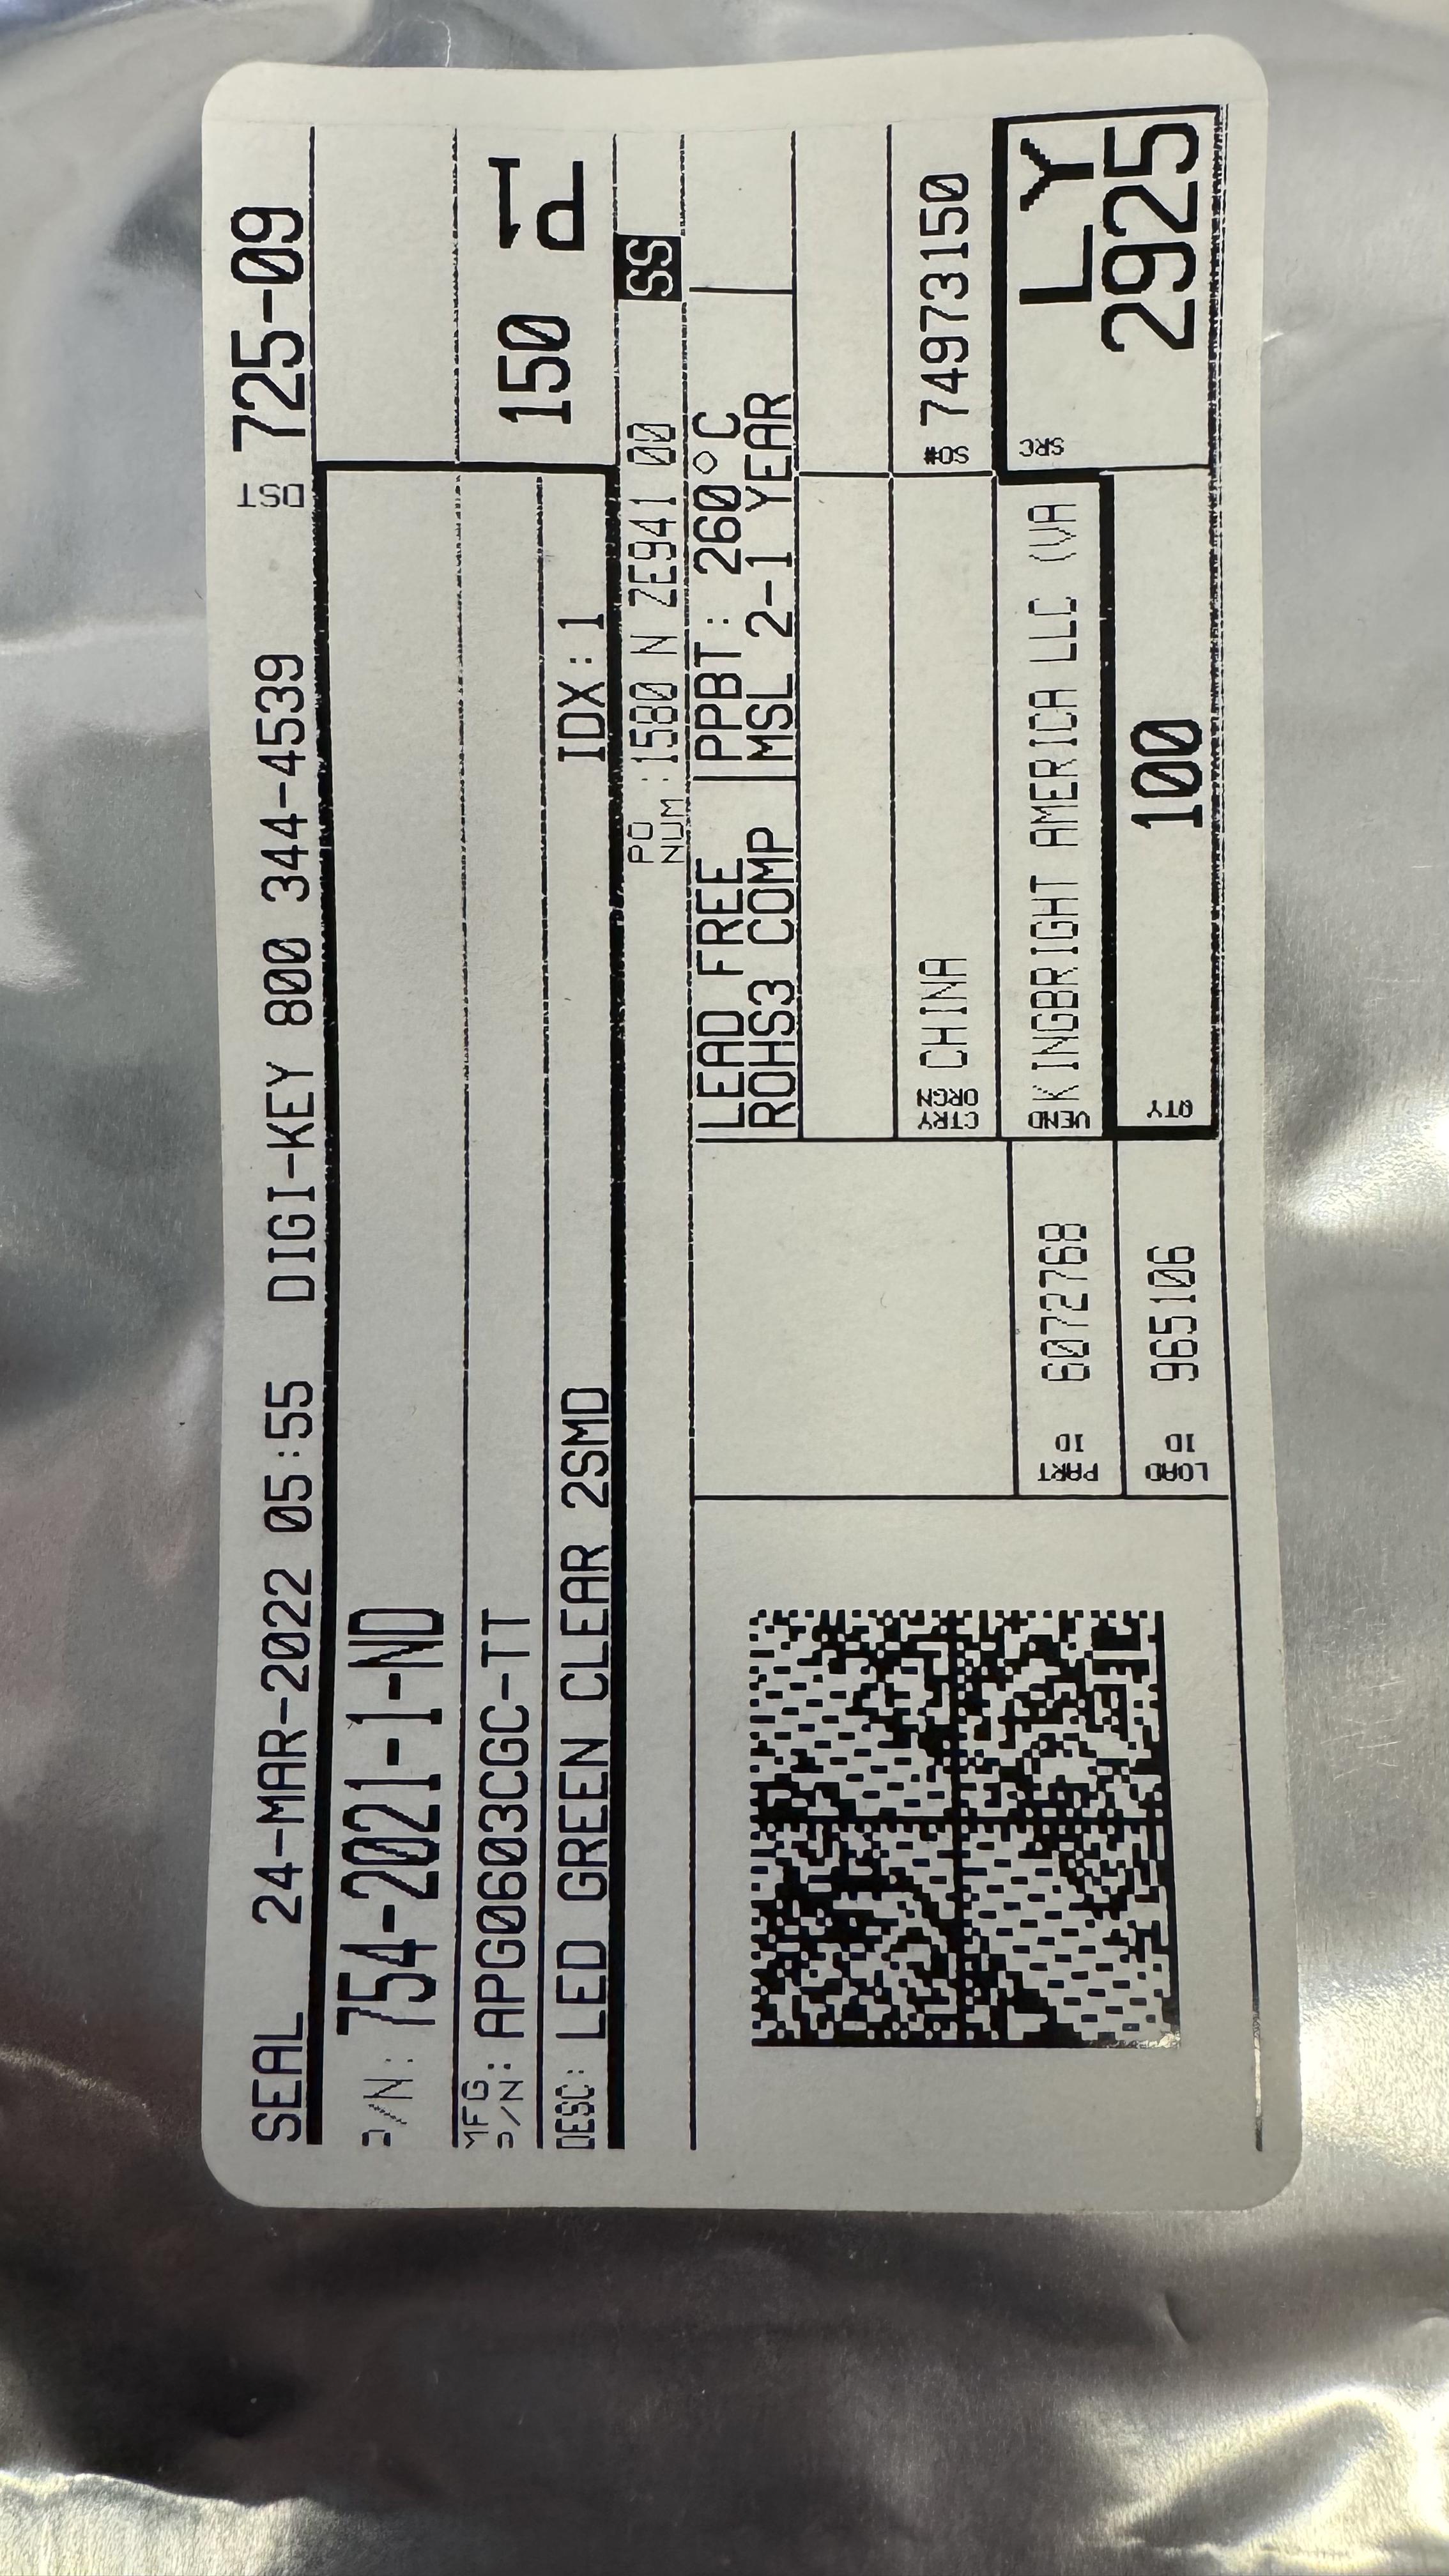 SEAL 24-MAR-2022 05:55 DIGI-KEY 800 344-4539 DST 725-09
P/N: 754-2021-1-ND
MFG P/N: APG0603CGC-TT 150 1P
DESC: LED GREEN CLEAR 2SMD IDX:1
PO NUM :1580 N ZE941 00 SS
LEAD FREE PPBT: 260°C
ROHS3 COMP MSL 2-1 YEAR
CTRY ORGN CHINA SO# 74973150
PART ID 6072768 VEND KINGBRIGHT AMERICA LLC (VA SRC LY
LOAD ID 965106 QTY 100 2925